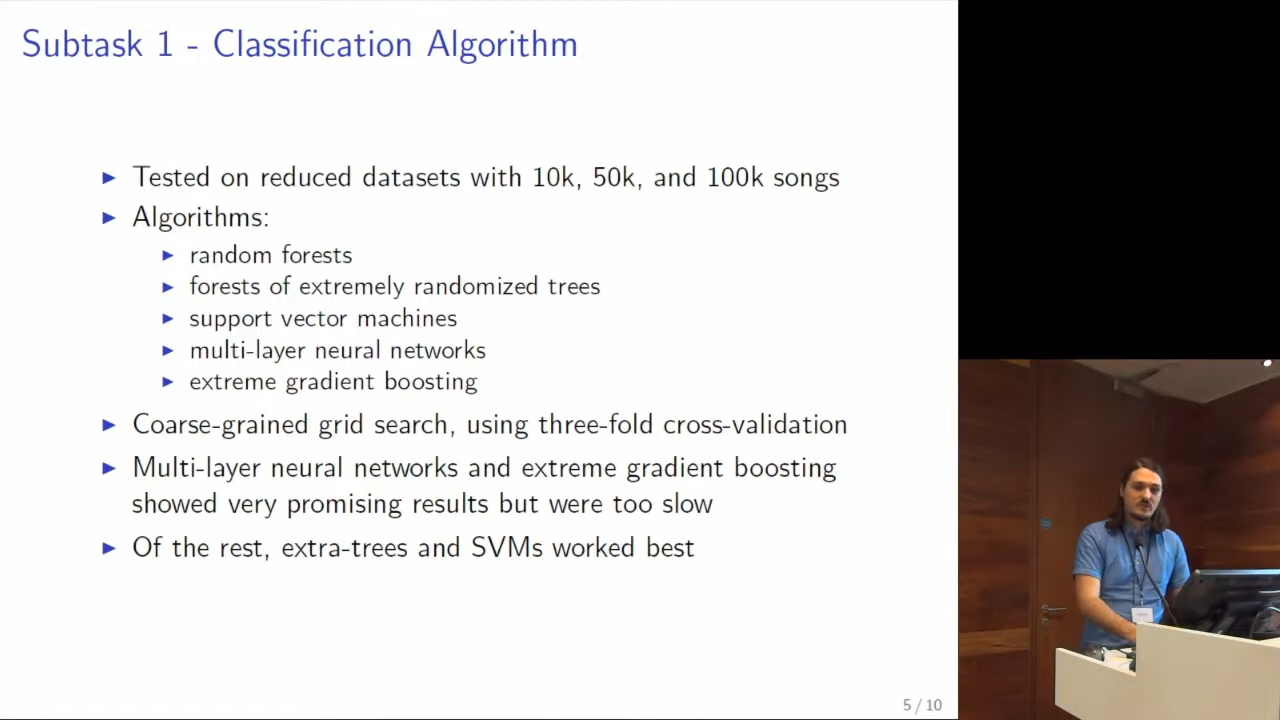 Subtask 1 - Classification Algorithm
▶ Tested on reduced datasets with 10k, 50k, and 100k songs
▶ Algorithms:
▶ random forests
▶ forests of extremely randomized trees
▶ support vector machines
▶ multi-layer neural networks
▶ extreme gradient boosting
▶ Coarse-grained grid search, using three-fold cross-validation
▶ Multi-layer neural networks and extreme gradient boosting
showed very promising results but were too slow
▶ Of the rest, extra-trees and SVMs worked best
5 / 10